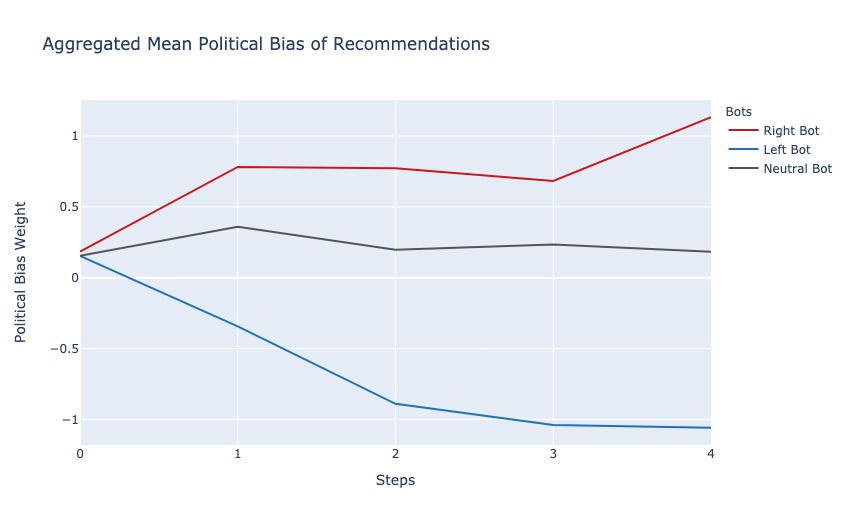 Aggregated Mean Political Bias of Recommendations
Bots
Right Bot
Left Bot
Neutral Bot
Political Bias Weight
1
0.5
0
−0.5
−1
0 1 2 3 4
Steps